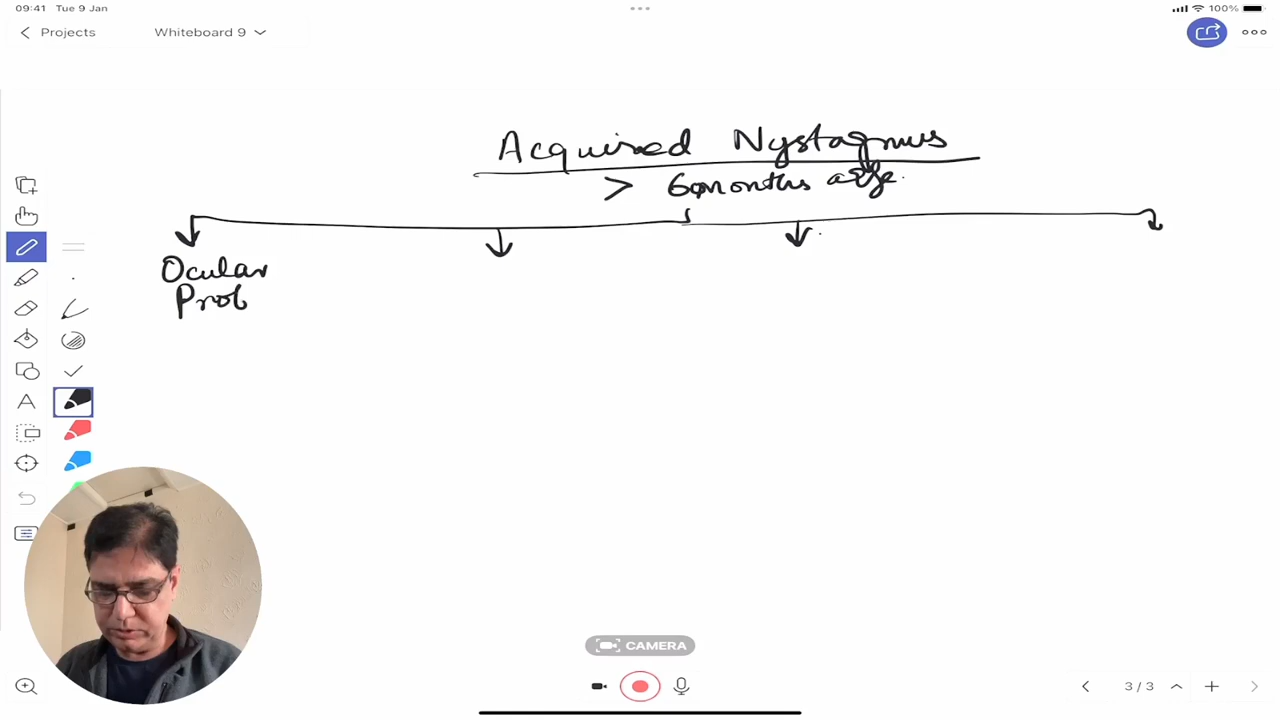 09:41 Tue 9 Jan
100%
Projects
Whiteboard 9
Acquired Nystagmus
> 6 months age
Ocular
Prob
A
CAMERA
3/3